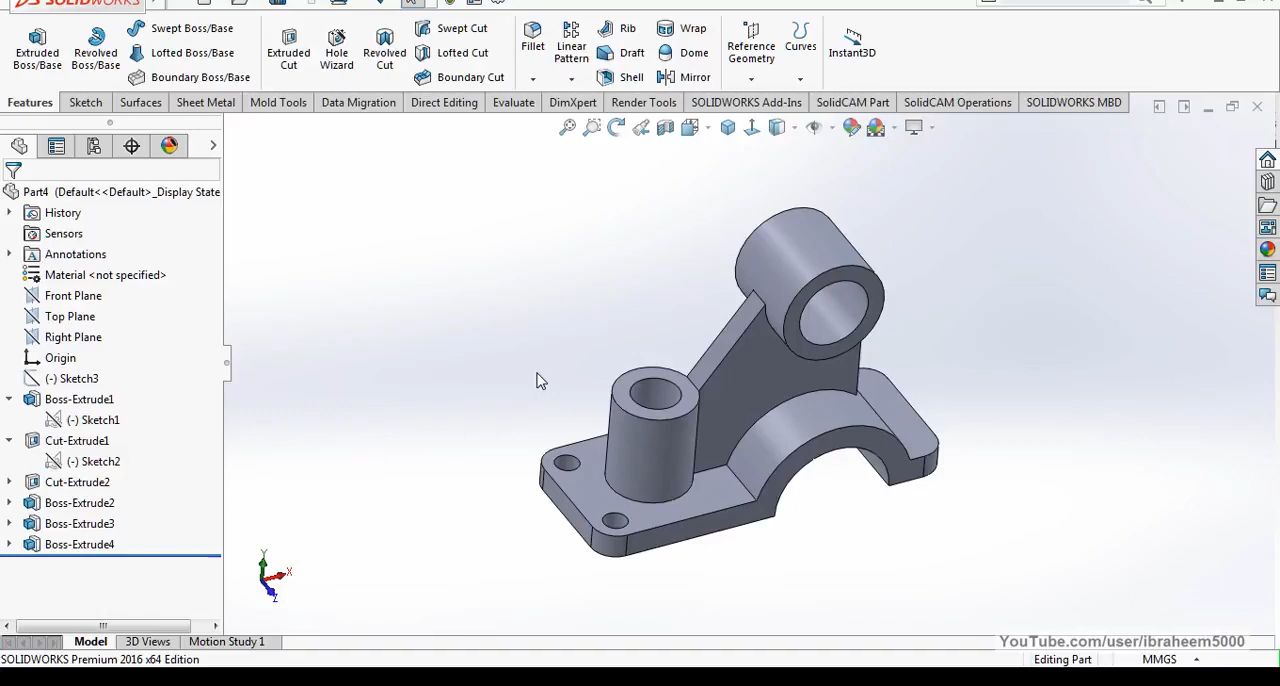 SOLIDWORKS
Extruded Boss/Base
Revolved Boss/Base
Swept Boss/Base
Lofted Boss/Base
Boundary Boss/Base
Extruded Cut
Hole Wizard
Revolved Cut
Swept Cut
Lofted Cut
Boundary Cut
Fillet
Linear Pattern
Rib
Draft
Shell
Wrap
Dome
Mirror
Reference Geometry
Curves
Instant3D
Features
Sketch
Surfaces
Sheet Metal
Mold Tools
Data Migration
Direct Editing
Evaluate
DimXpert
Render Tools
SOLIDWORKS Add-Ins
SolidCAM Part
SolidCAM Operations
SOLIDWORKS MBD
Part4 (Default<<Default>_Display State
History
Sensors
A Annotations
Material <not specified>
Front Plane
Top Plane
Right Plane
Origin
(-) Sketch3
Boss-Extrude1
(-) Sketch1
Cut-Extrude1
(-) Sketch2
Cut-Extrude2
Boss-Extrude2
Boss-Extrude3
Boss-Extrude4
Y
X
Z
Model
3D Views
Motion Study 1
YouTube.com/user/ibraheem5000
SOLIDWORKS Premium 2016 x64 Edition
Editing Part
MMGS